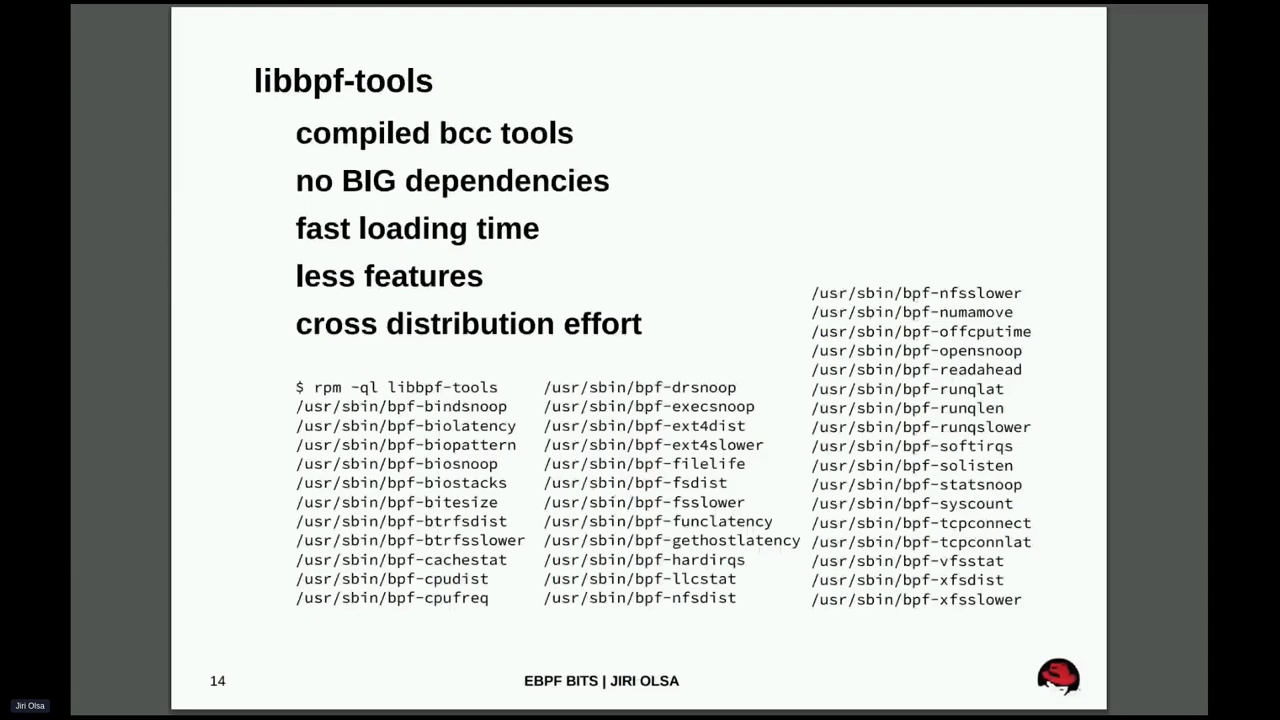 libbpf-tools
compiled bcc tools
no BIG dependencies
fast loading time
less features
cross distribution effort
$ rpm -ql libbpf-tools
/usr/sbin/bpf-bindsnoop
/usr/sbin/bpf-biolatency
/usr/sbin/bpf-biopattern
/usr/sbin/bpf-biosnoop
/usr/sbin/bpf-biostacks
/usr/sbin/bpf-bitesize
/usr/sbin/bpf-btrfsdist
/usr/sbin/bpf-btrfsslower
/usr/sbin/bpf-cachestat
/usr/sbin/bpf-cpudist
/usr/sbin/bpf-cpufreq
/usr/sbin/bpf-drsnoop
/usr/sbin/bpf-execsnoop
/usr/sbin/bpf-ext4dist
/usr/sbin/bpf-ext4slower
/usr/sbin/bpf-filelife
/usr/sbin/bpf-fsdist
/usr/sbin/bpf-fsslower
/usr/sbin/bpf-funclatency
/usr/sbin/bpf-gethostlatency
/usr/sbin/bpf-hardirqs
/usr/sbin/bpf-llcstat
/usr/sbin/bpf-nfsdist
/usr/sbin/bpf-nfsslower
/usr/sbin/bpf-numamove
/usr/sbin/bpf-offcputime
/usr/sbin/bpf-opensnoop
/usr/sbin/bpf-readahead
/usr/sbin/bpf-runqlat
/usr/sbin/bpf-runqlen
/usr/sbin/bpf-runqslower
/usr/sbin/bpf-softirqs
/usr/sbin/bpf-solisten
/usr/sbin/bpf-statsnoop
/usr/sbin/bpf-syscount
/usr/sbin/bpf-tcpconnect
/usr/sbin/bpf-tcpconnlat
/usr/sbin/bpf-vfsstat
/usr/sbin/bpf-xfsdist
/usr/sbin/bpf-xfsslower
14
EBPF BITS | JIRI OLSA
Jiri Olsa